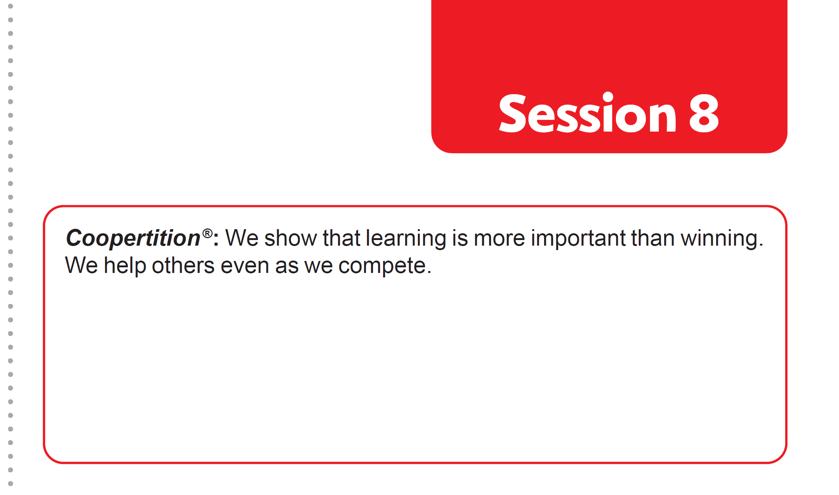 Session 8
Coopertition®: We show that learning is more important than winning.
We help others even as we compete.